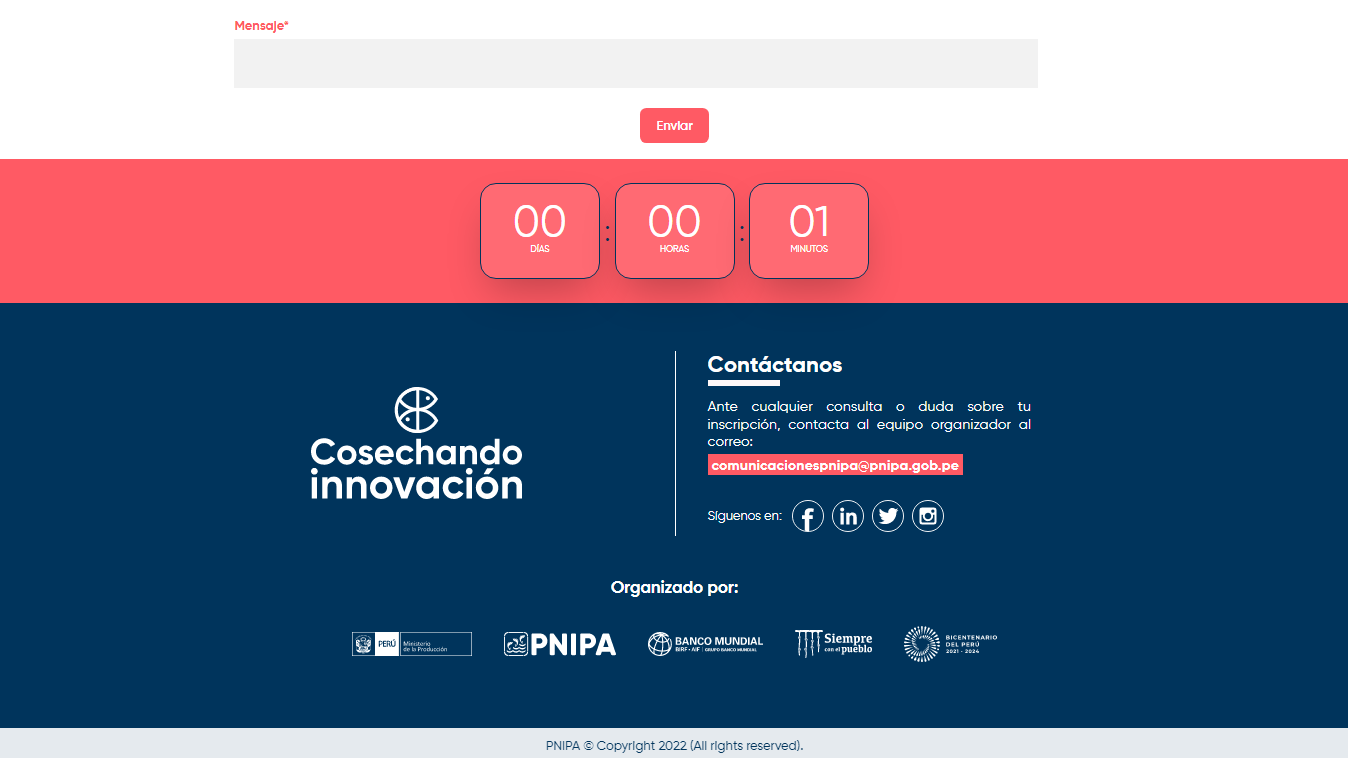 Mensaje*
Enviar
00 : 00 : 01
DÍAS HORAS MINUTOS
Cosechando
innovación
Contáctanos
Ante cualquier consulta o duda sobre tu
inscripción, contacta al equipo organizador al
correo:
comunicacionespnipa@pnipa.gob.pe
Síguenos en:
Organizado por:
PERÚ
Ministerio
de la Producción
PNIPA
BANCO MUNDIAL
BIRF - AIF | GRUPO BANCO MUNDIAL
Siempre
con el pueblo
BICENTENARIO
DEL PERÚ
2021 - 2024
PNIPA © Copyright 2022 (All rights reserved).